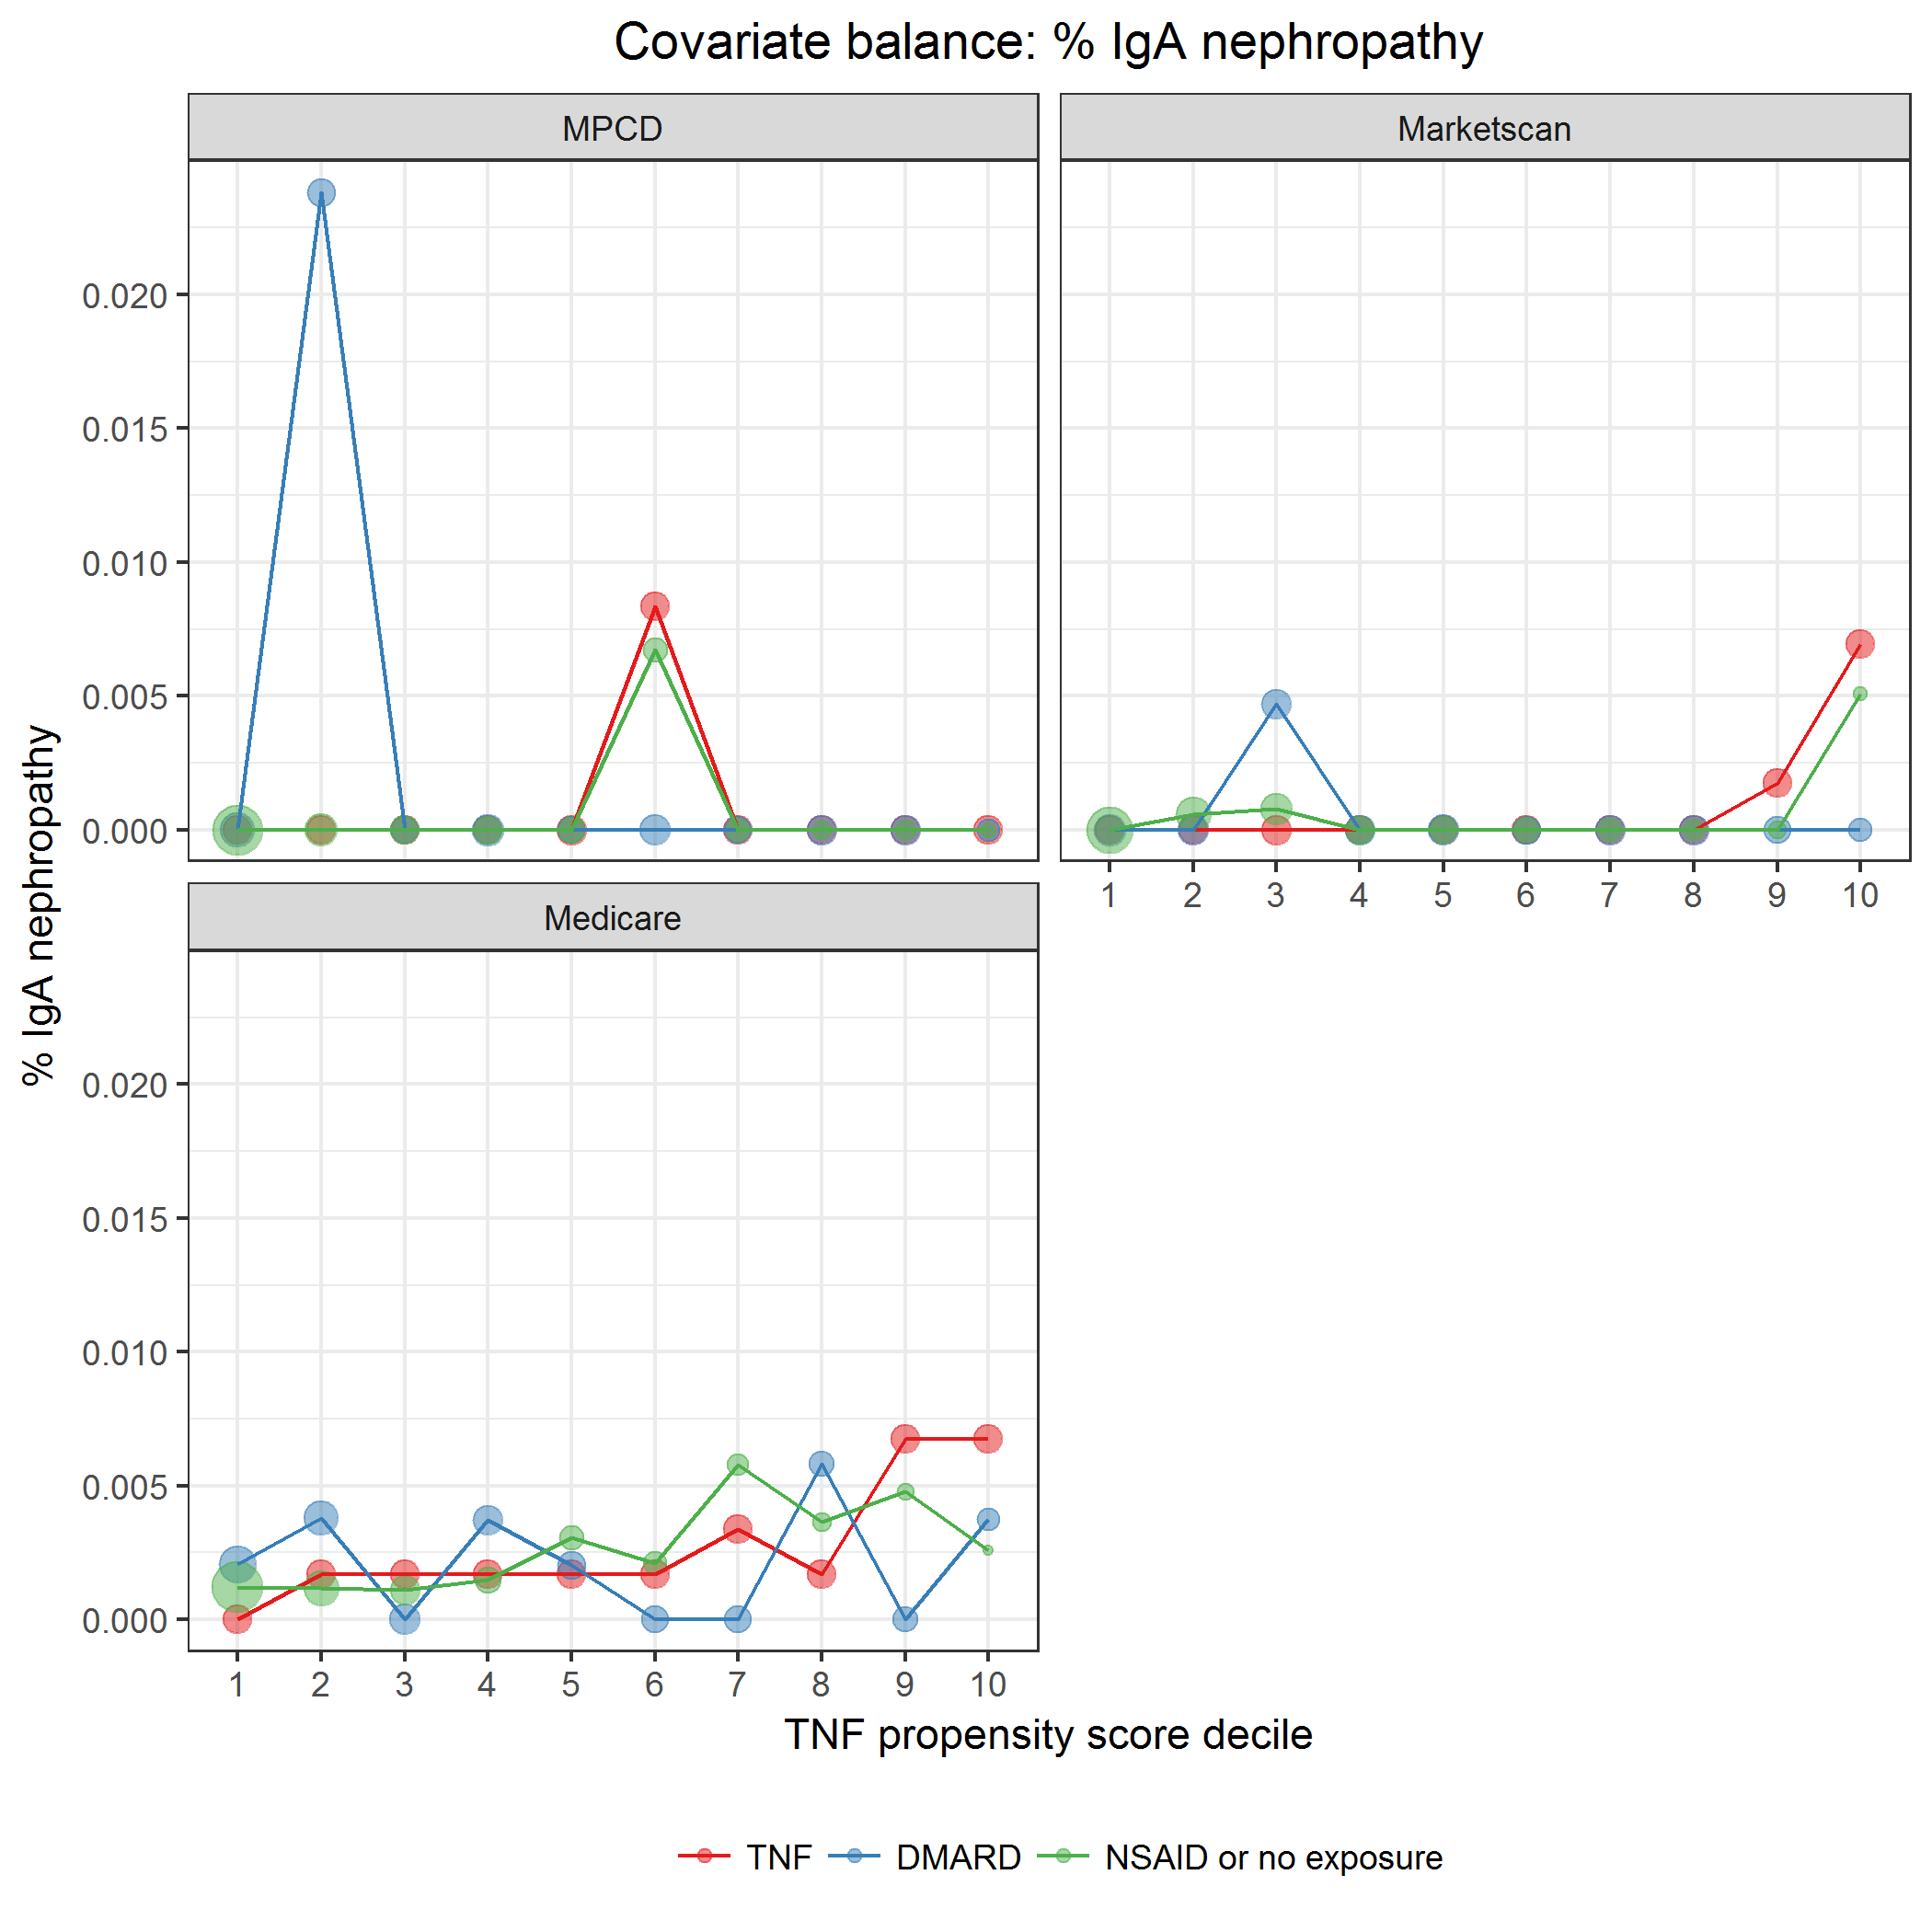 Covariate balance: % IgA nephropathy
MPCD
Marketscan
0.020
0.015
0.010
0.005
0.000
1 2 3 4 5 6 7 8 9 10
Medicare
% IgA nephropathy
0.020
0.015
0.010
0.005
0.000
1 2 3 4 5 6 7 8 9 10
TNF propensity score decile
TNF DMARD NSAID or no exposure